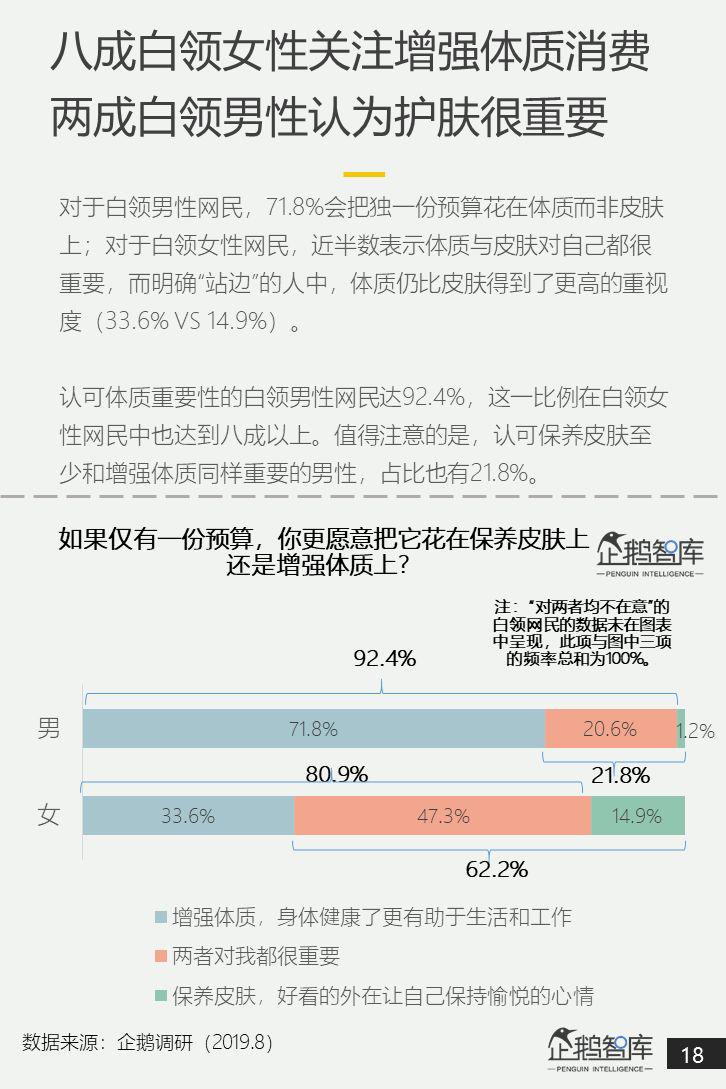 八成白领女性关注增强体质消费
两成白领男性认为护肤很重要
对于白领男性网民，71.8%会把独一份预算花在体质而非皮肤
上；对于白领女性网民，近半数表示体质与皮肤对自己都很
重要，而明确“站边”的人中，体质仍比皮肤得到了更高的重视
度（33.6% VS 14.9%）。
认可体质重要性的白领男性网民达92.4%，这一比例在白领女
性网民中也达到八成以上。值得注意的是，认可保养皮肤至
少和增强体质同样重要的男性，占比也有21.8%。
如果仅有一份预算，你更愿意把它花在保养皮肤上
还是增强体质上？
企鹅智库
PENGUIN INTELLIGENCE
注：“对两者均不在意”的
白领网民的数据未在图表
中呈现，此项与图中三项
的频率总和为100%。
92.4%
男
71.8%
20.6%
1.2%
80.9%
21.8%
女
33.6%
47.3%
14.9%
62.2%
增强体质，身体健康了更有助于生活和工作
两者对我都很重要
保养皮肤，好看的外在让自己保持愉悦的心情
数据来源：企鹅调研（2019.8）
企鹅智库
PENGUIN INTELLIGENCE
18